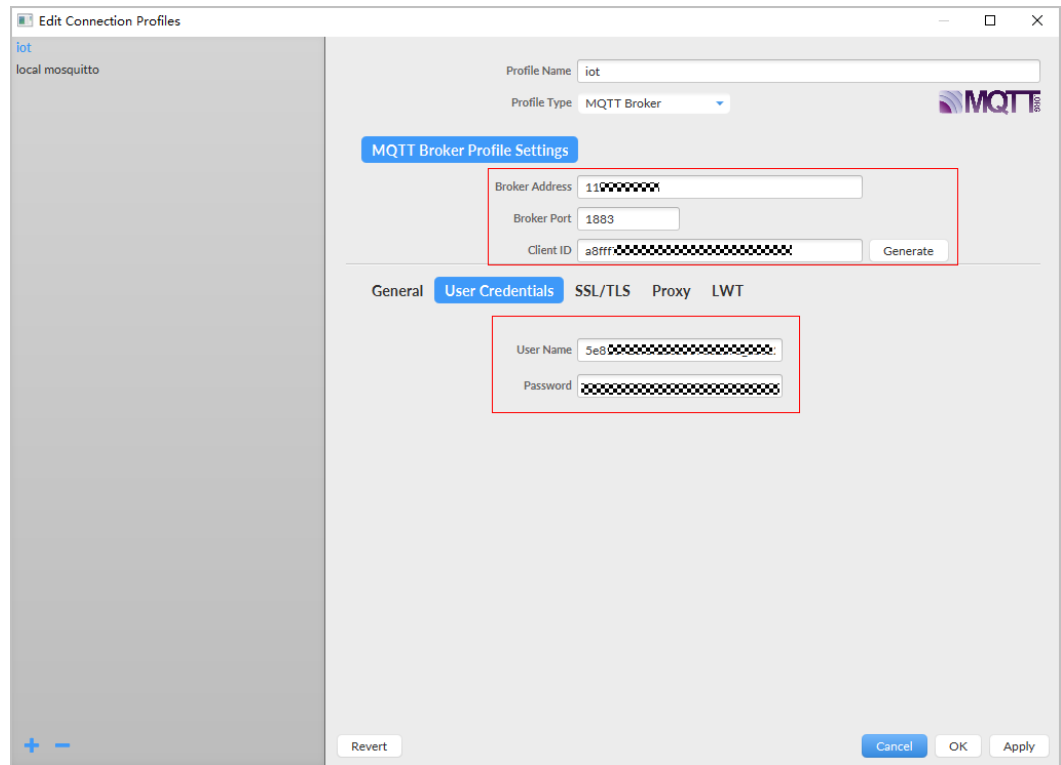 Edit Connection Profiles
iot
local mosquitto
Profile Name iot
Profile Type MQTT Broker
MQTT.ORG
MQTT Broker Profile Settings
Broker Address 11
Broker Port 1883
Client ID a8fff Generate
General User Credentials SSL/TLS Proxy LWT
User Name 5e8
Password
Revert Cancel OK Apply